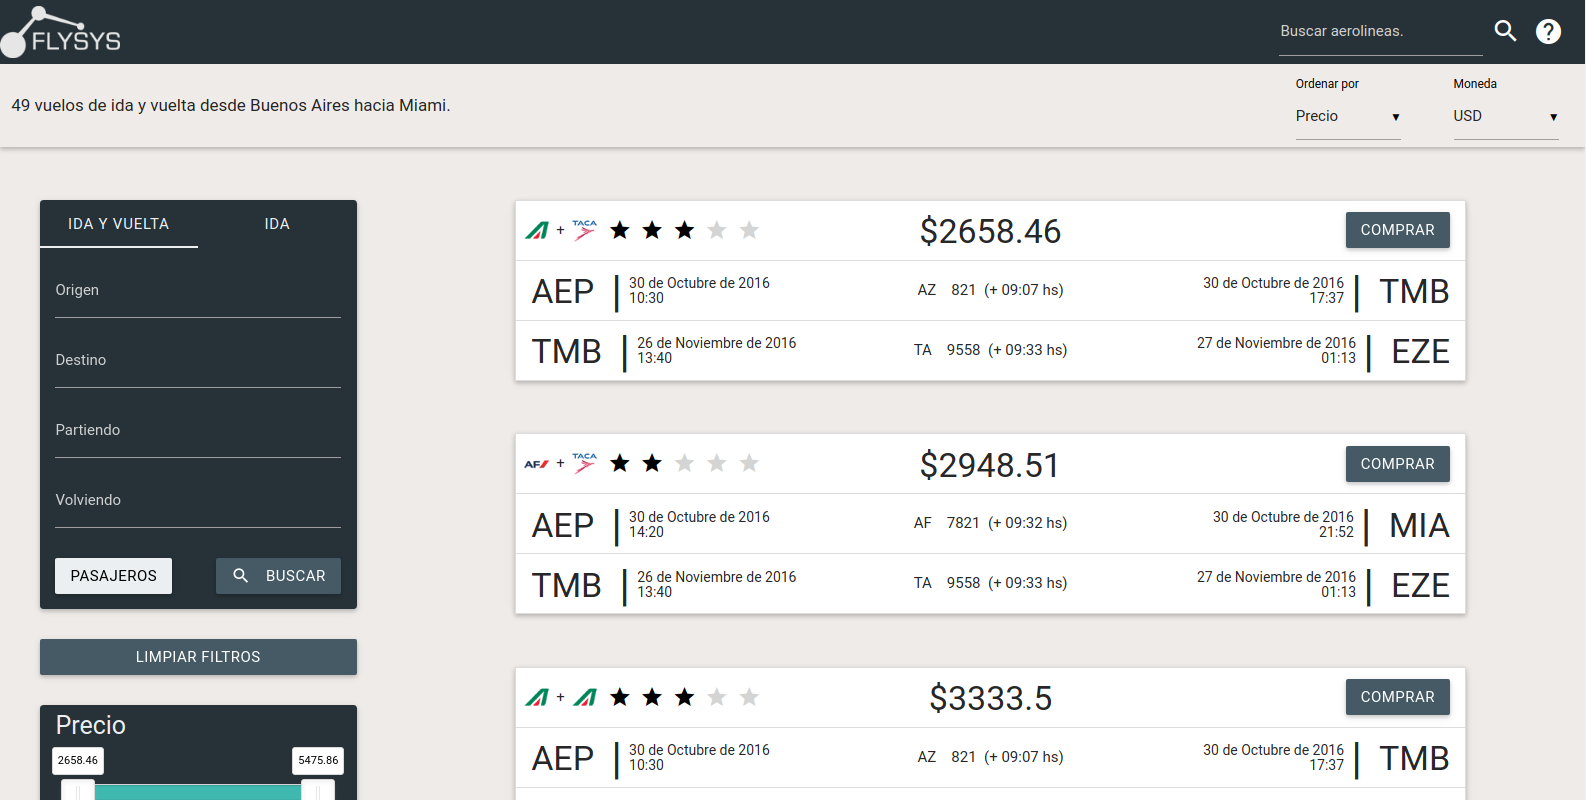 FLYSYS
Buscar aerolineas.
?
49 vuelos de ida y vuelta desde Buenos Aires hacia Miami.
Ordenar por
Precio
Moneda
USD
IDA Y VUELTA
IDA
Origen
Destino
Partiendo
Volviendo
PASAJEROS
BUSCAR
LIMPIAR FILTROS
Precio
2658.46
5475.86
+ TACA
$2658.46
COMPRAR
AEP
30 de Octubre de 2016
10:30
AZ 821 (+ 09:07 hs)
30 de Octubre de 2016
17:37
TMB
TMB
26 de Noviembre de 2016
13:40
TA 9558 (+ 09:33 hs)
27 de Noviembre de 2016
01:13
EZE
AF + TACA
$2948.51
COMPRAR
AEP
30 de Octubre de 2016
14:20
AF 7821 (+ 09:32 hs)
30 de Octubre de 2016
21:52
MIA
TMB
26 de Noviembre de 2016
13:40
TA 9558 (+ 09:33 hs)
27 de Noviembre de 2016
01:13
EZE
+
$3333.5
COMPRAR
AEP
30 de Octubre de 2016
10:30
AZ 821 (+ 09:07 hs)
30 de Octubre de 2016
17:37
TMB